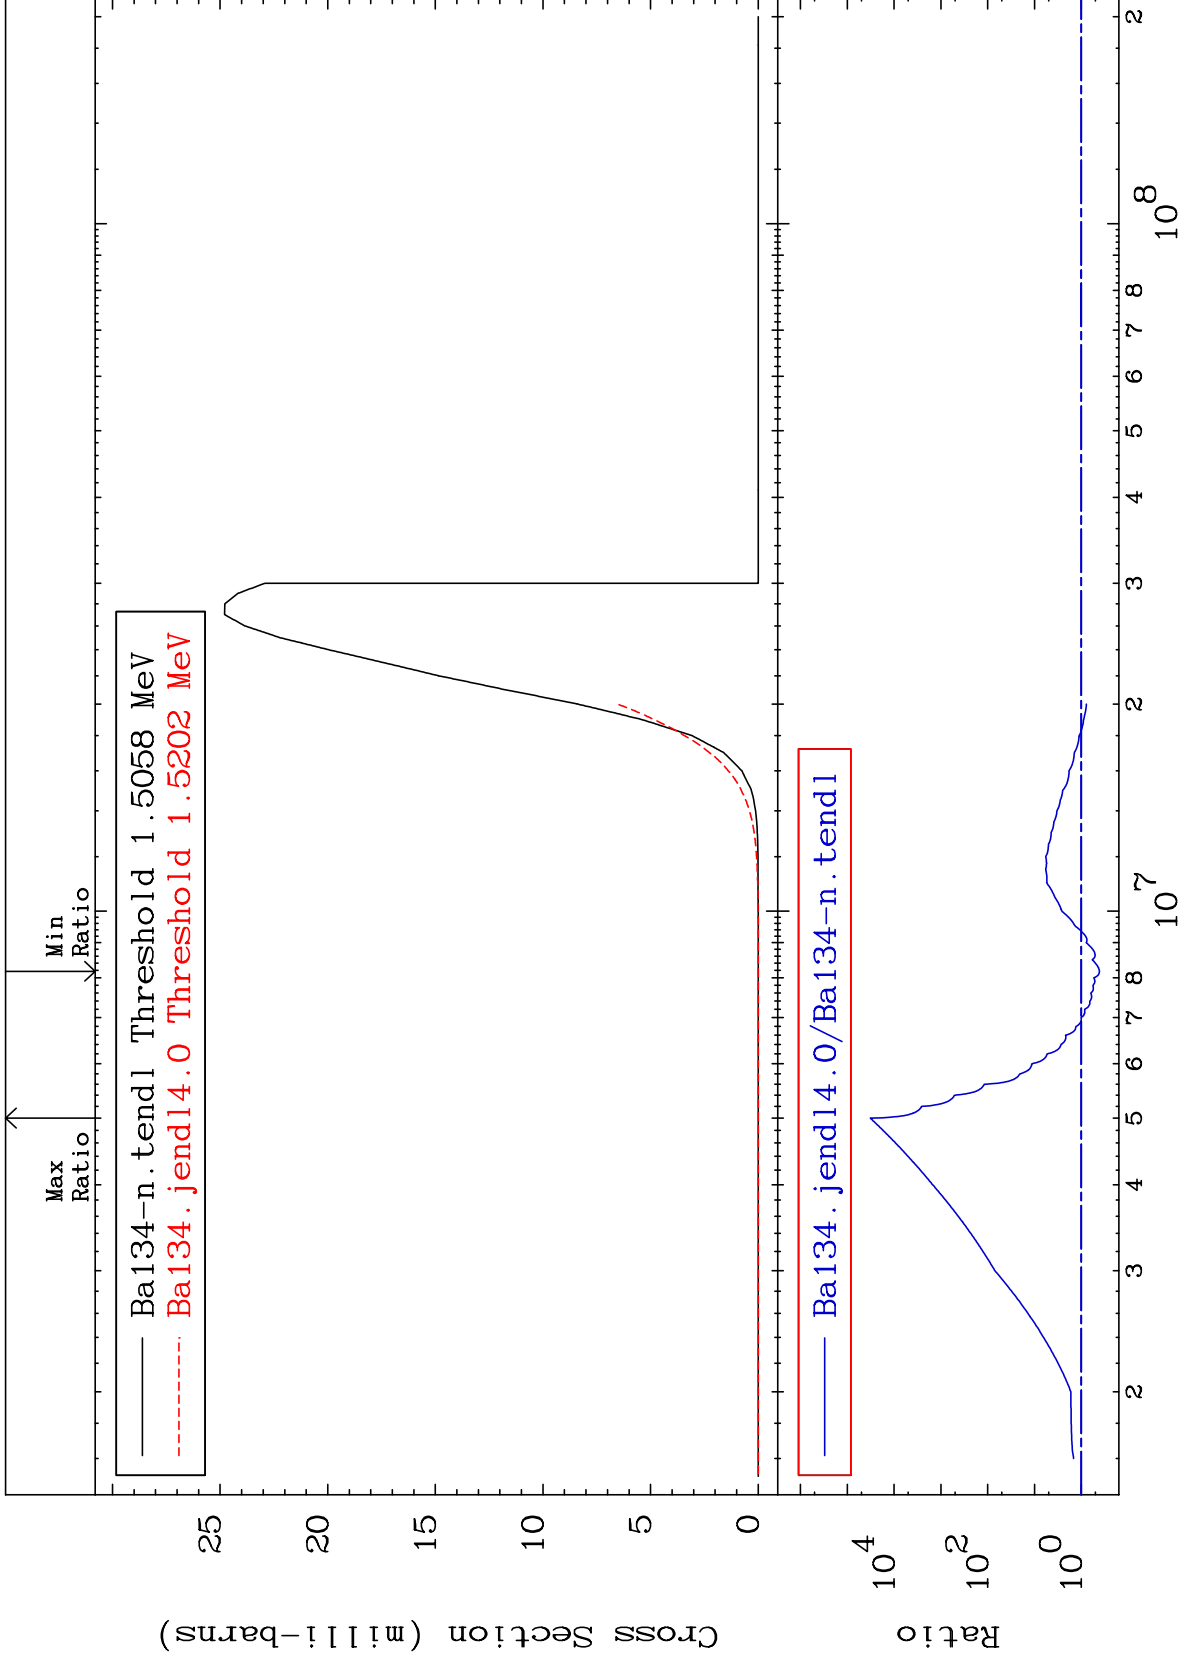 Max
Ratio
Min
Ratio
Ba134-n.tendl Threshold 1.5058 MeV
Ba134.jendl4.0 Threshold 1.5202 MeV
Cross Section (milli-barns)
25
20
15
10
5
0
Ba134.jendl4.0/Ba134-n.tendl
Ratio
10^4
10^2
10^0
2 3 4 5 6 7 8 10^7 2 3 4 5 6 7 8 10^8 2